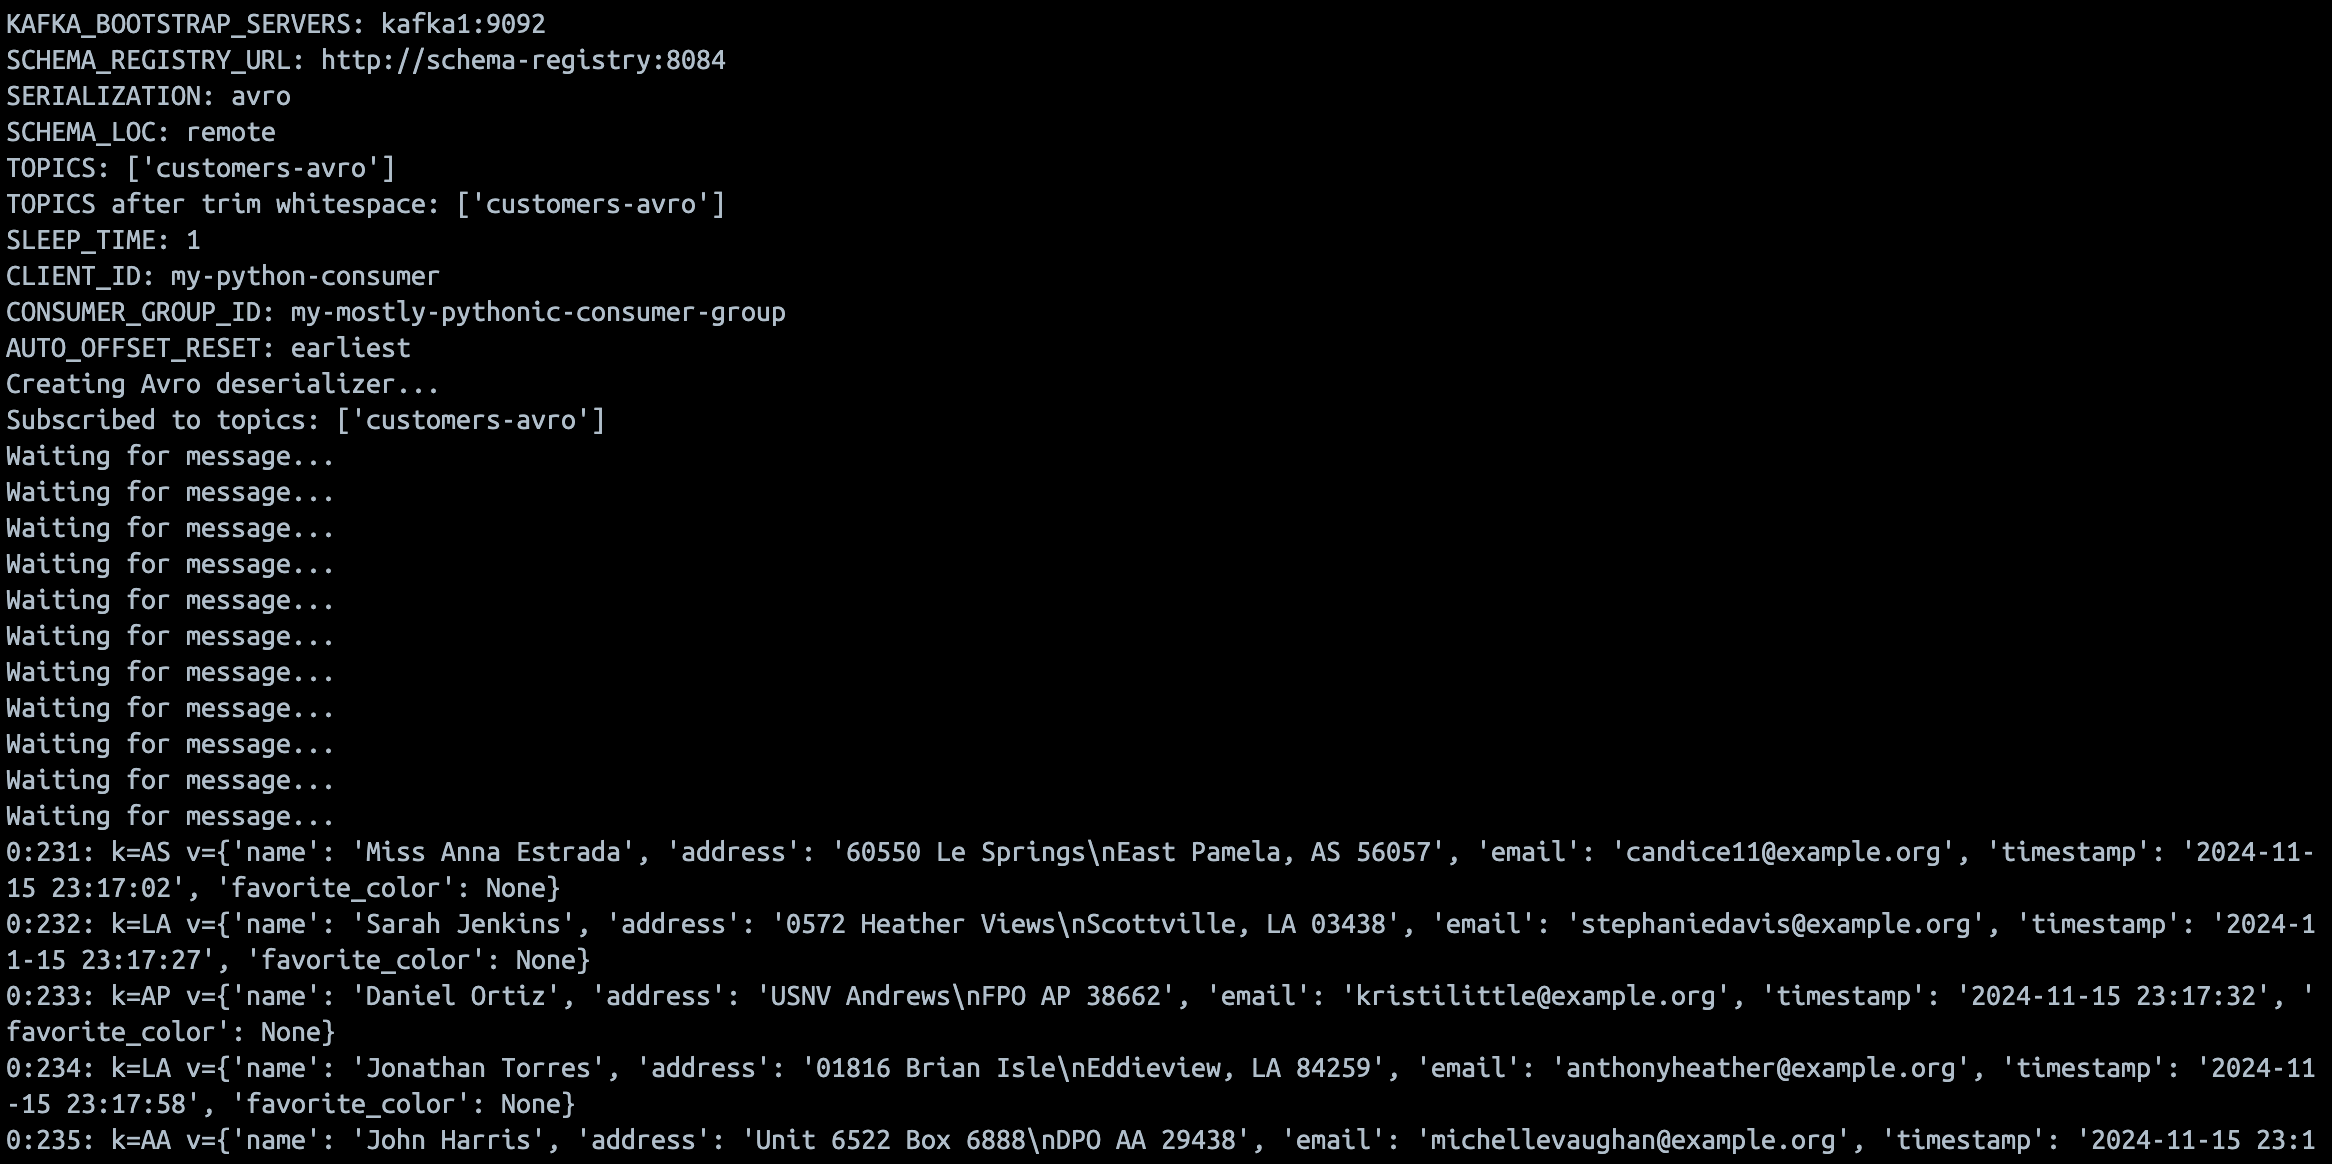 KAFKA_BOOTSTRAP_SERVERS: kafka1:9092
SCHEMA_REGISTRY_URL: http://schema-registry:8084
SERIALIZATION: avro
SCHEMA_LOC: remote
TOPICS: ['customers-avro']
TOPICS after trim whitespace: ['customers-avro']
SLEEP_TIME: 1
CLIENT_ID: my-python-consumer
CONSUMER_GROUP_ID: my-mostly-pythonic-consumer-group
AUTO_OFFSET_RESET: earliest
Creating Avro deserializer...
Subscribed to topics: ['customers-avro']
Waiting for message...
Waiting for message...
Waiting for message...
Waiting for message...
Waiting for message...
Waiting for message...
Waiting for message...
Waiting for message...
Waiting for message...
Waiting for message...
Waiting for message...
0:231: k=AS v={'name': 'Miss Anna Estrada', 'address': '60550 Le Springs\nEast Pamela, AS 56057', 'email': 'candice11@example.org', 'timestamp': '2024-11-
15 23:17:02', 'favorite_color': None}
0:232: k=LA v={'name': 'Sarah Jenkins', 'address': '0572 Heather Views\nScottville, LA 03438', 'email': 'stephaniedavis@example.org', 'timestamp': '2024-1
1-15 23:17:27', 'favorite_color': None}
0:233: k=AP v={'name': 'Daniel Ortiz', 'address': 'USNV Andrews\nFPO AP 38662', 'email': 'kristilittle@example.org', 'timestamp': '2024-11-15 23:17:32', '
favorite_color': None}
0:234: k=LA v={'name': 'Jonathan Torres', 'address': '01816 Brian Isle\nEddieview, LA 84259', 'email': 'anthonyheather@example.org', 'timestamp': '2024-11
-15 23:17:58', 'favorite_color': None}
0:235: k=AA v={'name': 'John Harris', 'address': 'Unit 6522 Box 6888\nDPO AA 29438', 'email': 'michellevaughan@example.org', 'timestamp': '2024-11-15 23:1